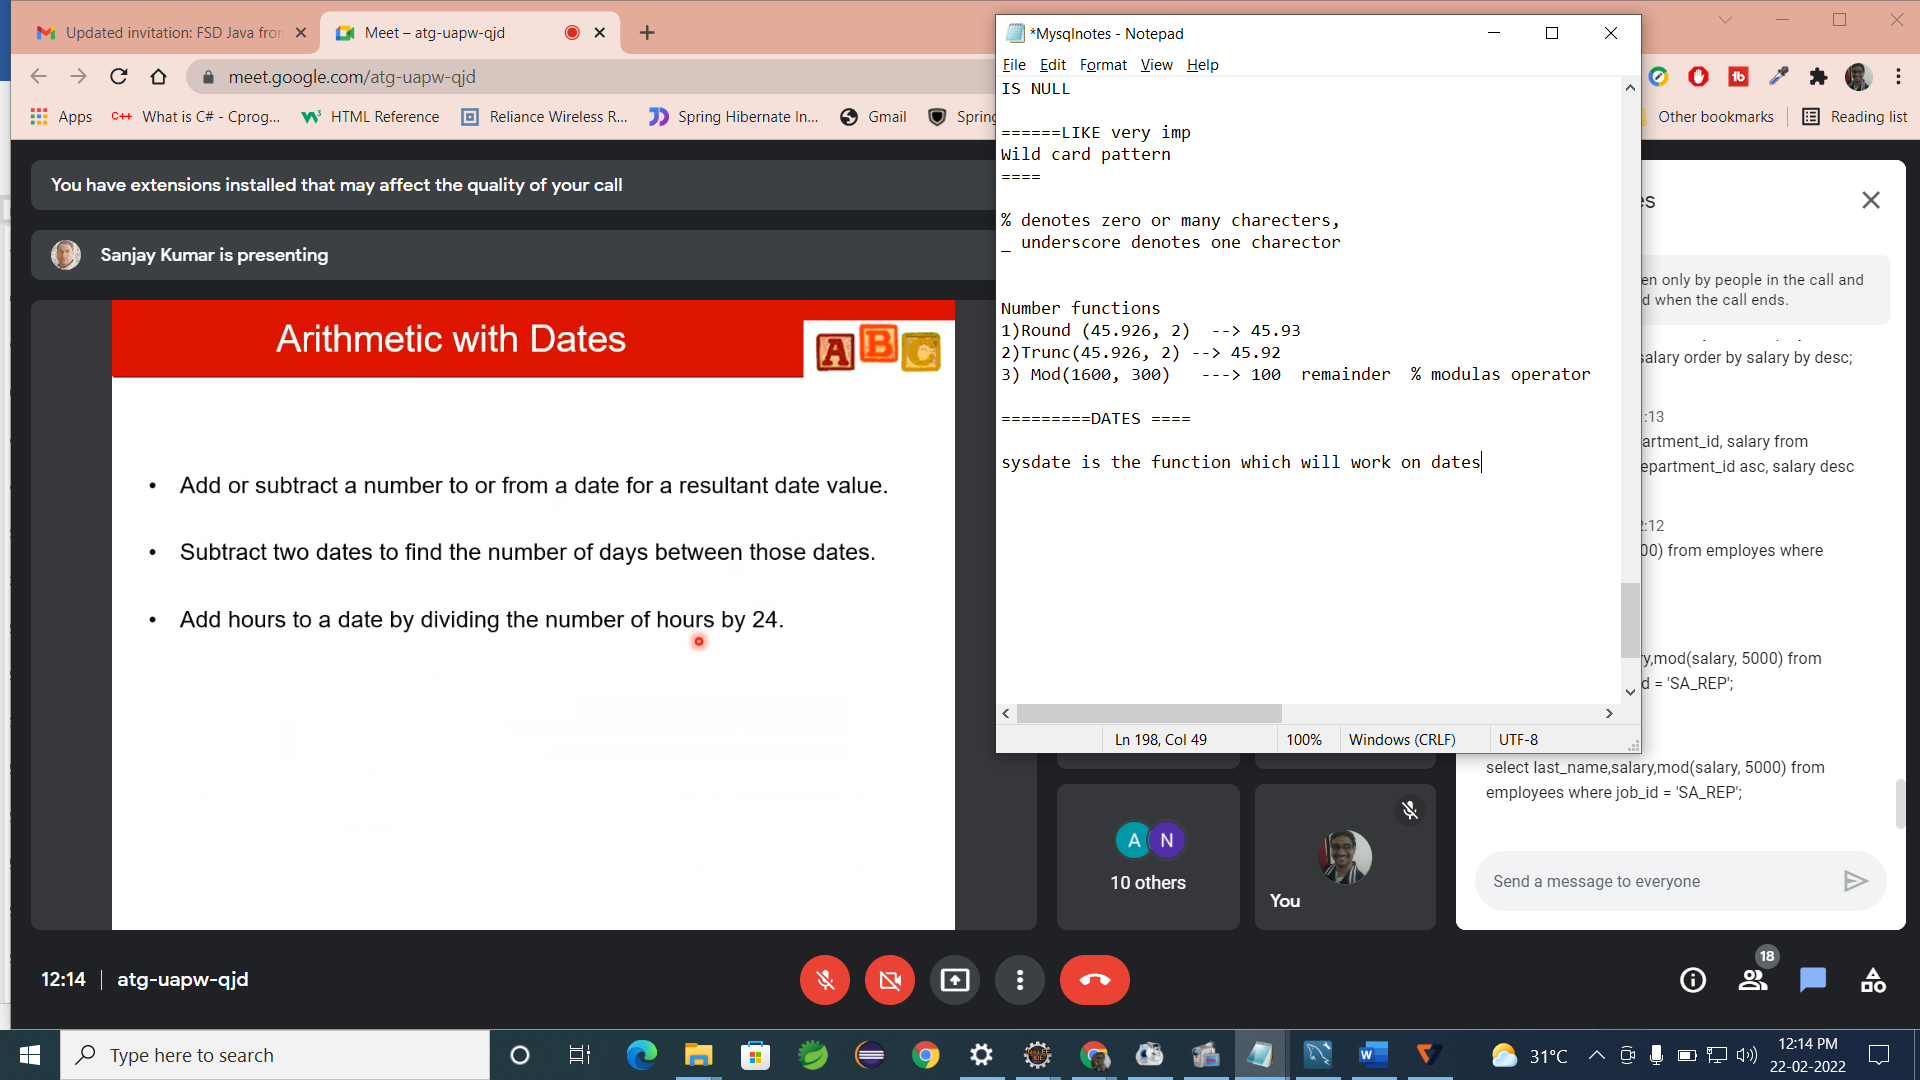 Updated invitation: FSD Java fron
Meet – atg-uapw-qjd
meet.google.com/atg-uapw-qjd
Apps
C++ What is C# - Cprog...
HTML Reference
Reliance Wireless R...
Spring Hibernate In...
Gmail
Spring
Other bookmarks
Reading list
You have extensions installed that may affect the quality of your call
Sanjay Kumar is presenting
Arithmetic with Dates
A B C
• Add or subtract a number to or from a date for a resultant date value.
• Subtract two dates to find the number of days between those dates.
• Add hours to a date by dividing the number of hours by 24.
*Mysqlnotes - Notepad
File Edit Format View Help
IS NULL
======LIKE very imp
Wild card pattern
====
% denotes zero or many charecters,
_ underscore denotes one charector
Number functions
1)Round (45.926, 2)  --> 45.93
2)Trunc(45.926, 2) --> 45.92
3) Mod(1600, 300)   ---> 100  remainder  % modulas operator
=========DATES ====
sysdate is the function which will work on dates
Ln 198, Col 49
100%
Windows (CRLF)
UTF-8
es
en only by people in the call and
d when the call ends.
salary order by salary by desc;
:13
artment_id, salary from
epartment_id asc, salary desc
2:12
00) from employes where
y,mod(salary, 5000) from
d = 'SA_REP';
select last_name,salary,mod(salary, 5000) from
employees where job_id = 'SA_REP';
Send a message to everyone
A N
10 others
You
12:14 | atg-uapw-qjd
18
Type here to search
31°C
12:14 PM
22-02-2022